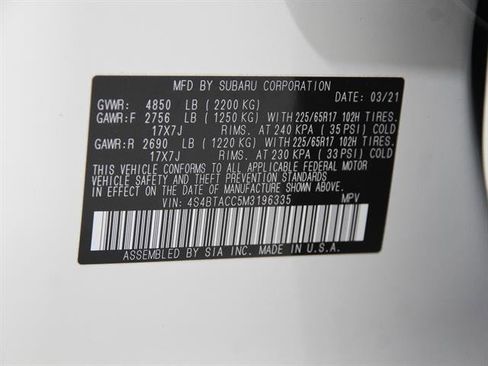 MFD BY SUBARU CORPORATION
DATE: 03/21
GVWR: 4850 LB (2200 KG)
GAWR:F 2756 LB (1250 KG) WITH 225/65R17 102H TIRES.
17X7J RIMS. AT 240 KPA (35 PSI) COLD
GAWR:R 2690 LB (1220 KG) WITH 225/65R17 102H TIRES.
17X7J RIMS. AT 230 KPA (33 PSI) COLD
THIS VEHICLE CONFORMS TO ALL APPLICABLE FEDERAL MOTOR
VEHICLE SAFETY, BUMPER, AND THEFT PREVENTION STANDARDS
IN EFFECT ON THE DATE OF MANUFACTURE SHOWN ABOVE.
VIN: 4S4BTACC5M3196335 MPV
ASSEMBLED BY SIA INC. MADE IN U.S.A.